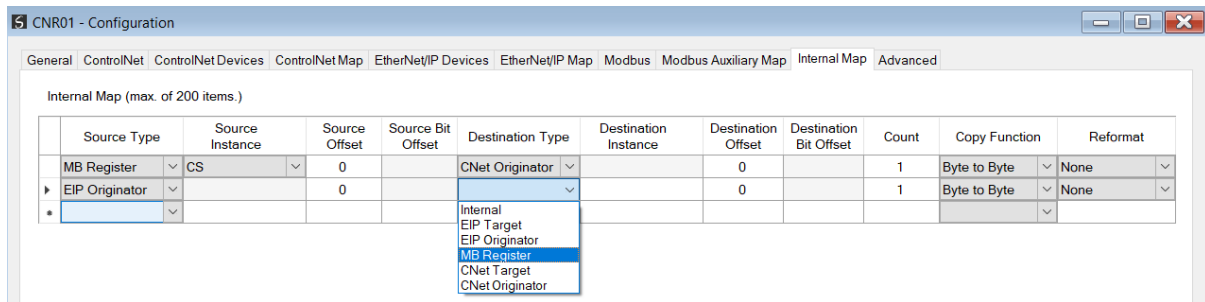 CNR01 - Configuration
General ControlNet ControlNet Devices ControlNet Map EtherNet/IP Devices EtherNet/IP Map Modbus Modbus Auxiliary Map Internal Map Advanced
Internal Map (max. of 200 items.)
Source Type Source Instance Source Offset Source Bit Offset Destination Type Destination Instance Destination Offset Destination Bit Offset Count Copy Function Reformat
MB Register CS 0 CNet Originator 0 1 Byte to Byte None
EIP Originator 0 0 1 Byte to Byte None
Internal
EIP Target
EIP Originator
MB Register
CNet Target
CNet Originator